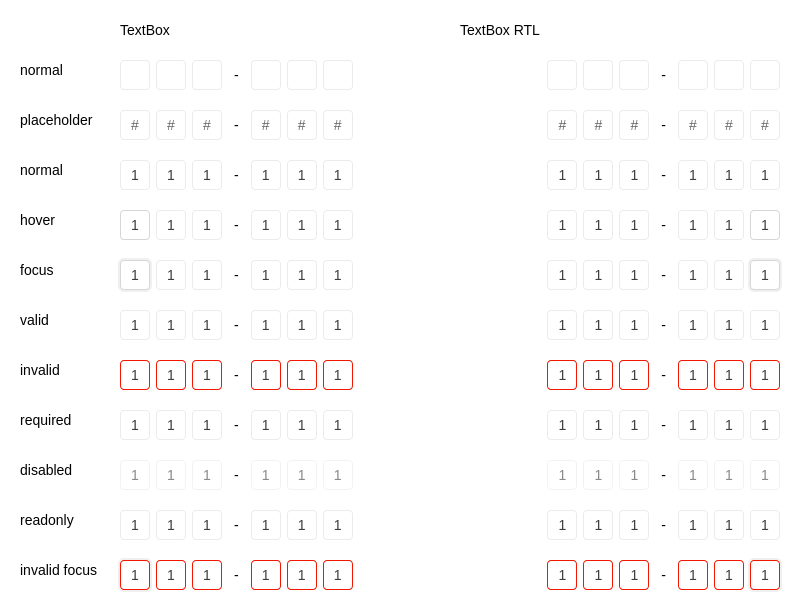 TextBox TextBox RTL
normal - -
placeholder # # # - # # # # # # - # # #
normal 1 1 1 - 1 1 1 1 1 1 - 1 1 1
hover 1 1 1 - 1 1 1 1 1 1 - 1 1 1
focus 1 1 1 - 1 1 1 1 1 1 - 1 1 1
valid 1 1 1 - 1 1 1 1 1 1 - 1 1 1
invalid 1 1 1 - 1 1 1 1 1 1 - 1 1 1
required 1 1 1 - 1 1 1 1 1 1 - 1 1 1
disabled 1 1 1 - 1 1 1 1 1 1 - 1 1 1
readonly 1 1 1 - 1 1 1 1 1 1 - 1 1 1
invalid focus 1 1 1 - 1 1 1 1 1 1 - 1 1 1